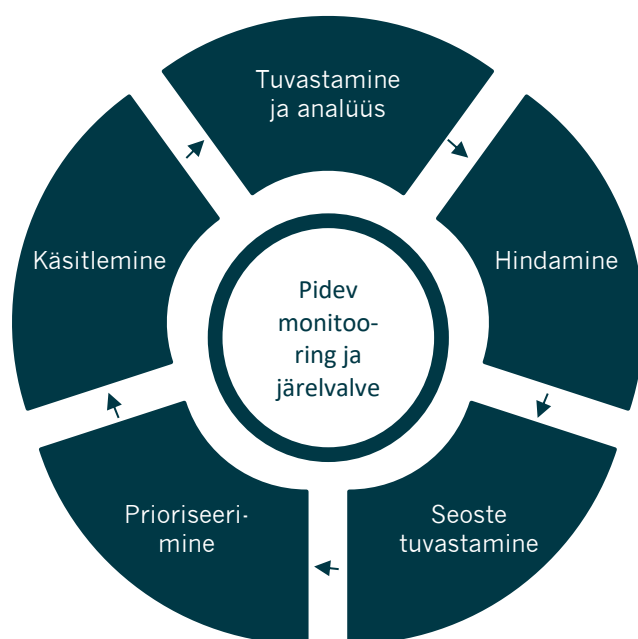 Tuvastamine
ja analüüs
Käsitlemine
Hindamine
Pidev
monitoo-
ring ja
järelvalve
Prioriseeri-
mine
Seoste
tuvastamine